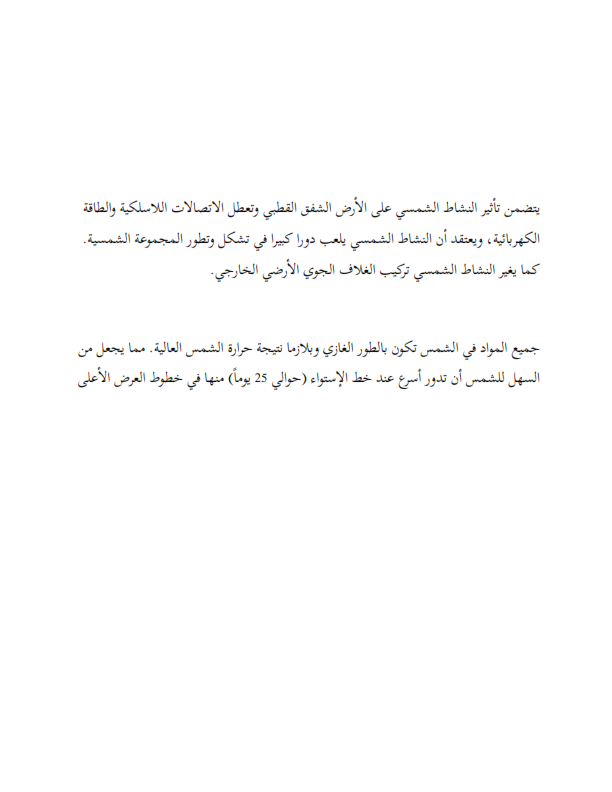 يتضمن تأثير النشاط الشمسي على الأرض الشفق القطبي وتعطل الاتصالات اللاسلكية والطاقة
الكهربائية، ويعتقد أن النشاط الشمسي يلعب دورا كبيرا في تشكل وتطور المجموعة الشمسية.
كما يغير النشاط الشمسي تركيب الغلاف الجوي الأرضي الخارجي.
جميع المواد في الشمس تكون بالطور الغازي وبلازما نتيجة حرارة الشمس العالية. مما يجعل من
السهل للشمس أن تدور أسرع عند خط الإستواء (حوالي 25 يوماً) منها في خطوط العرض الأعلى